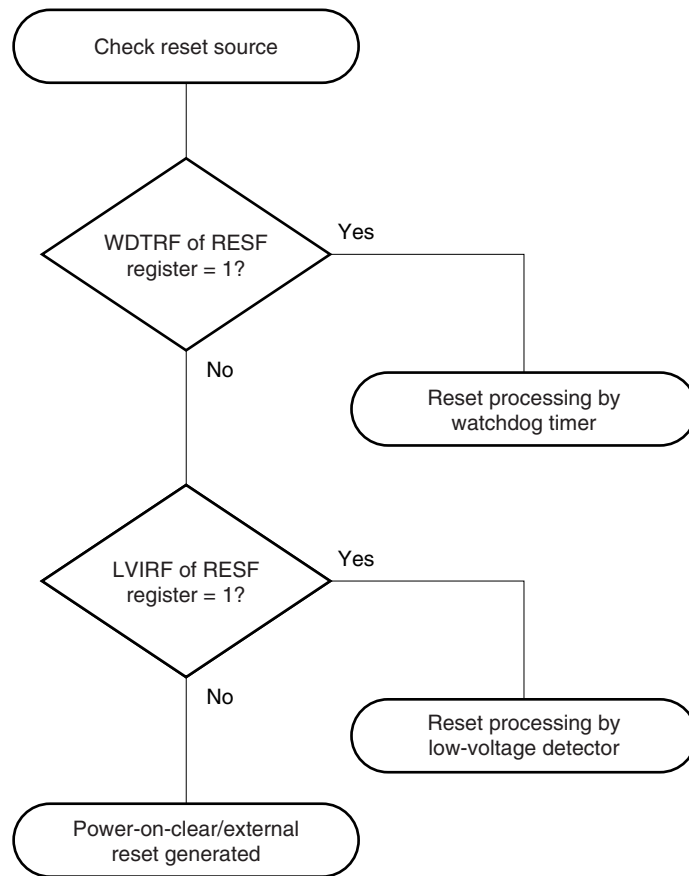 Check reset source
WDTRF of RESF
register = 1?
Yes
No
Reset processing by
watchdog timer
LVIRF of RESF
register = 1?
Yes
No
Reset processing by
low-voltage detector
Power-on-clear/external
reset generated